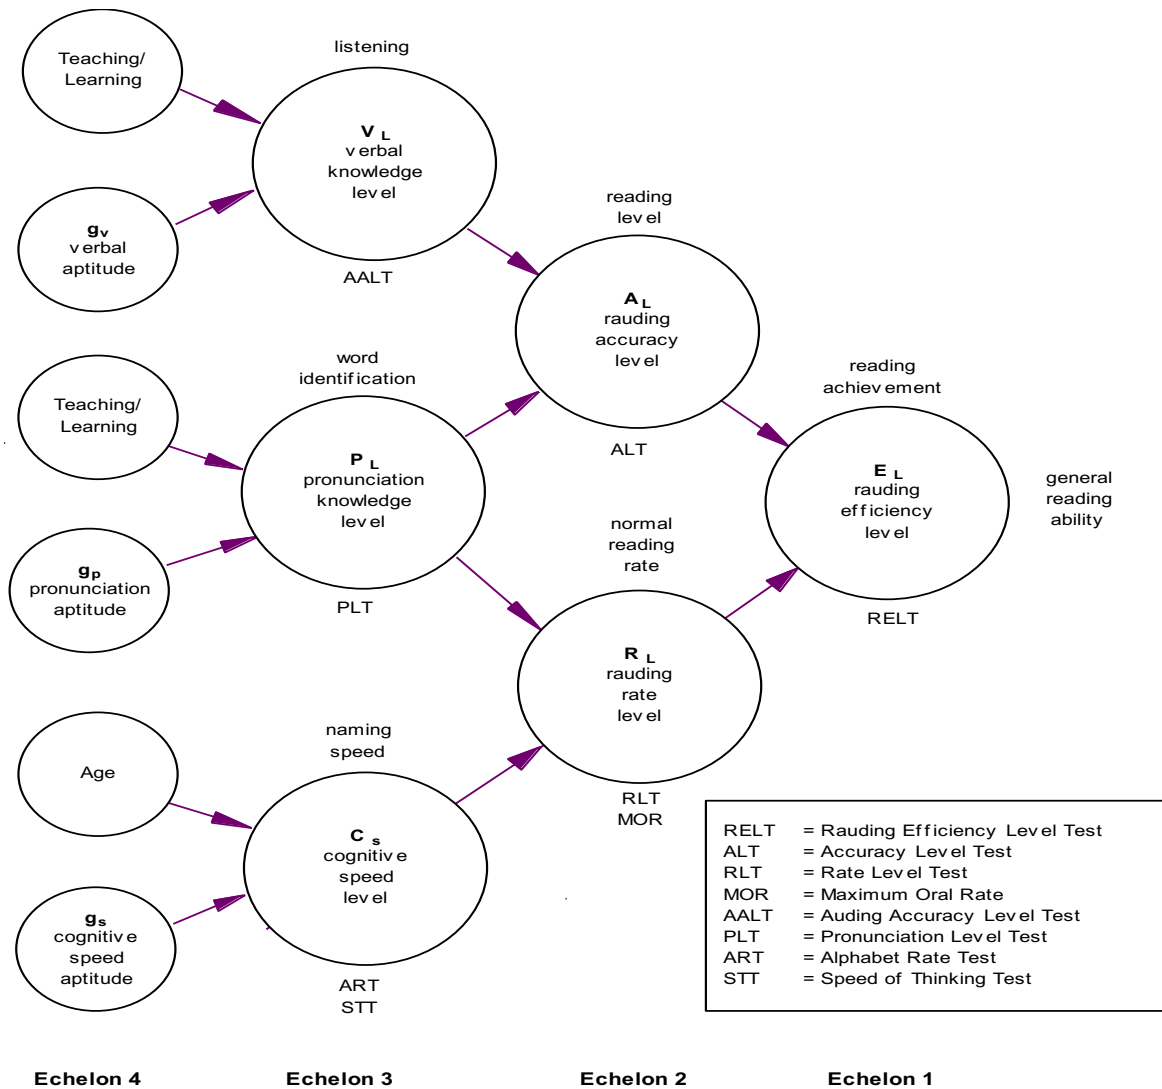 Teaching/
Learning
g v
verbal
aptitude
Teaching/
Learning
g p
pronunciation
aptitude
Age
g s
cognitive
speed
aptitude
listening
V L
verbal
knowledge
level
AALT
word
identification
P L
pronunciation
knowledge
level
PLT
naming
speed
C s
cognitive
speed
level
ART
STT
reading
level
A L
rauding
accuracy
level
ALT
normal
reading
rate
R L
rauding
rate
level
RLT
MOR
reading
achievement
E L
rauding
efficiency
level
RELT
general
reading
ability
RELT = Rauding Efficiency Level Test
ALT = Accuracy Level Test
RLT = Rate Level Test
MOR = Maximum Oral Rate
AALT = Auding Accuracy Level Test
PLT = Pronunciation Level Test
ART = Alphabet Rate Test
STT = Speed of Thinking Test
Echelon 4 Echelon 3 Echelon 2 Echelon 1